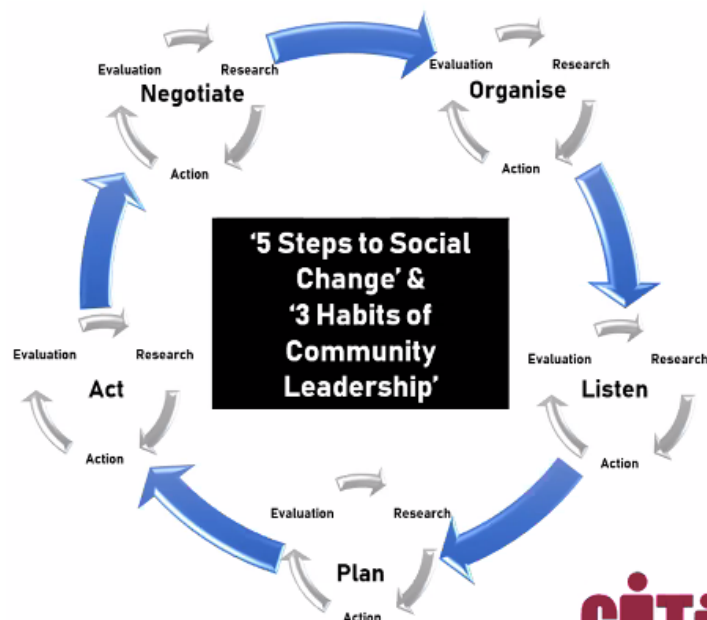 Evaluation
Research
Negotiate
Action
Evaluation
Research
Organise
Action
‘5 Steps to Social
Change’ &
‘3 Habits of
Community
Leadership’
Evaluation
Research
Act
Action
Evaluation
Research
Listen
Action
Evaluation
Research
Plan
Action